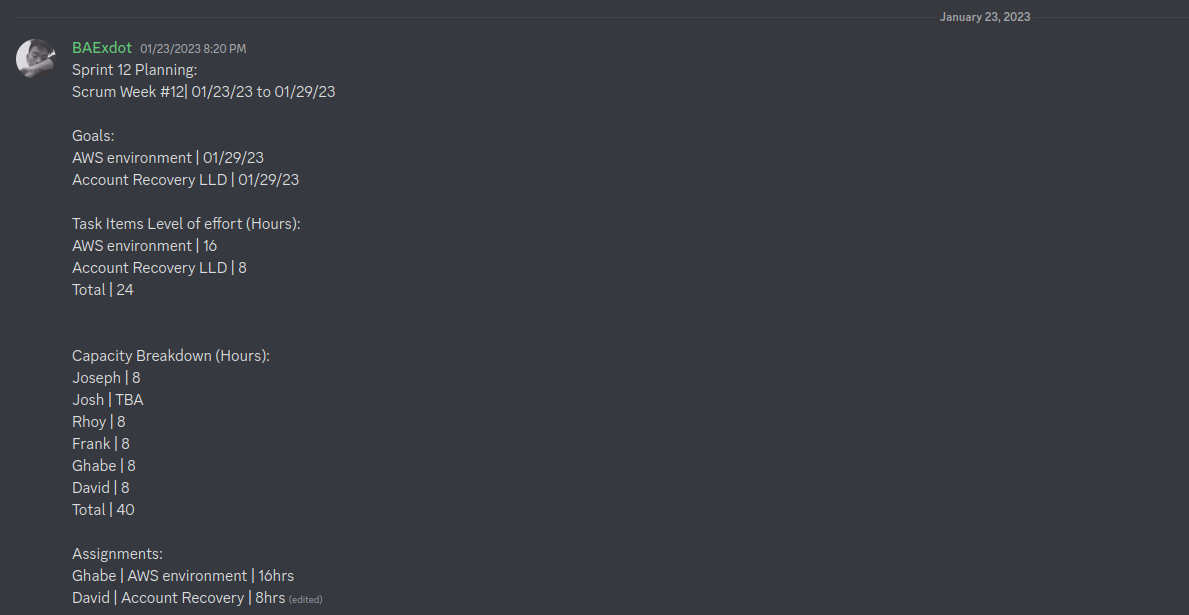 January 23, 2023
BAExdot 01/23/2023 8:20 PM
Sprint 12 Planning:
Scrum Week #12| 01/23/23 to 01/29/23
Goals:
AWS environment | 01/29/23
Account Recovery LLD | 01/29/23
Task Items Level of effort (Hours):
AWS environment | 16
Account Recovery LLD | 8
Total | 24
Capacity Breakdown (Hours):
Joseph | 8
Josh | TBA
Rhoy | 8
Frank | 8
Ghabe | 8
David | 8
Total | 40
Assignments:
Ghabe | AWS environment | 16hrs
David | Account Recovery | 8hrs (edited)